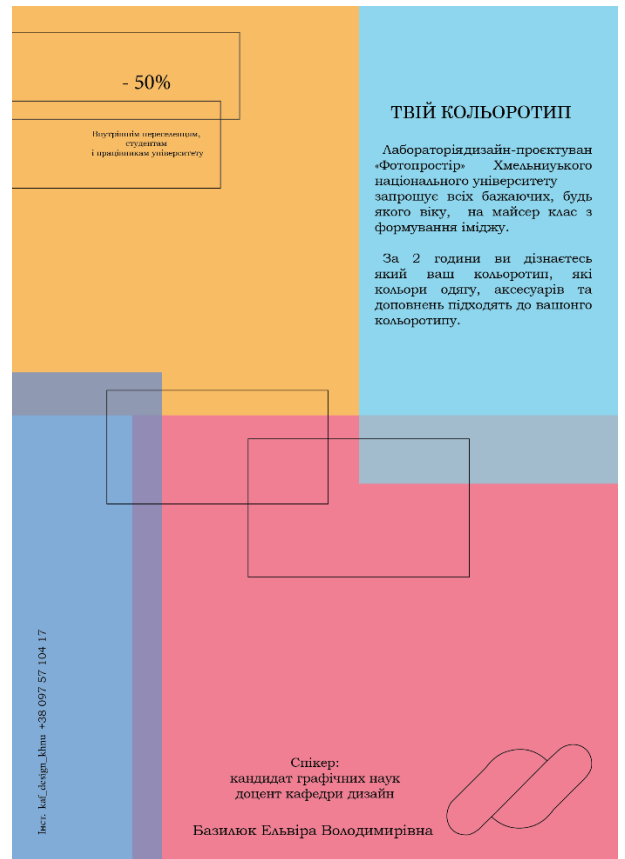 - 50%
Внутрішнім переселенцям,
студентам
і працівникам університету
ТВІЙ КОЛЬОРОТИП
Лабораторіядизайн-проєктуван
«Фотопростір» Хмельниуького
національного університету
запрошує всіх бажаючих, будь
якого віку, на майсер клас з
формування іміджу.
За 2 години ви дізнаєтесь
який ваш кольоротип, які
кольори одягу, аксесуарів та
доповнень підходять до вашонго
кольоротипу.
Інст. kaf_design_khnu +38 097 57 104 17
Спікер:
кандидат графічних наук
доцент кафедри дизайн
Базилюк Ельвіра Володимирівна